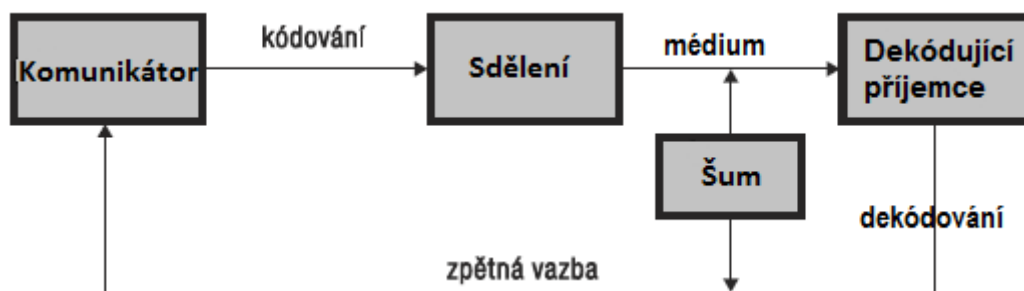 Komunikátor
kódování
Sdělení
médium
Dekódující
příjemce
Šum
dekódování
zpětná vazba